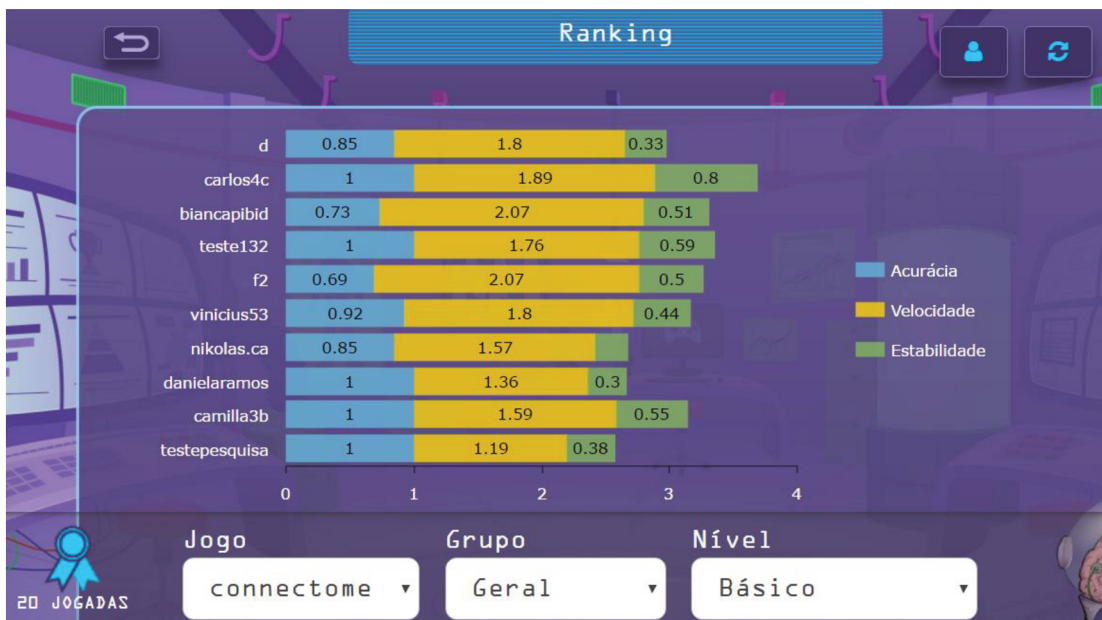 Ranking
d 0.85 1.8 0.33
carlos4c 1 1.89 0.8
biancapibid 0.73 2.07 0.51
teste132 1 1.76 0.59
f2 0.69 2.07 0.5
vinicius53 0.92 1.8 0.44
nikolas.ca 0.85 1.57
danielaramos 1 1.36 0.3
camilla3b 1 1.59 0.55
testepesquisa 1 1.19 0.38
0 1 2 3 4
Acurácia
Velocidade
Estabilidade
Jogo Grupo Nível
connectome Geral Básico
20 JOGADAS